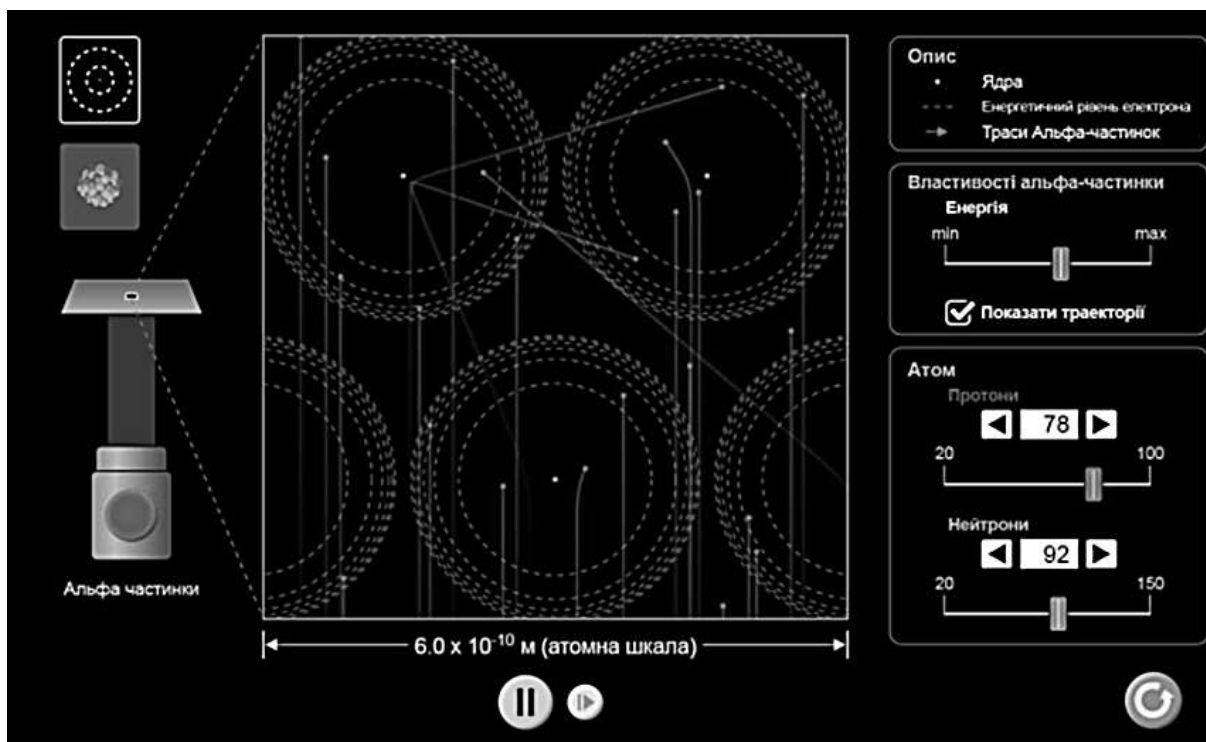 Опис
Ядра
Енергетичний рівень електрона
Траси Альфа-частинок
Властивості альфа-частинки
Енергія
min max
Показати траекторії
Атом
Протони
78
20 100
Нейтрони
92
20 150
Альфа частинки
6.0 x 10⁻¹⁰ м (атомна шкала)